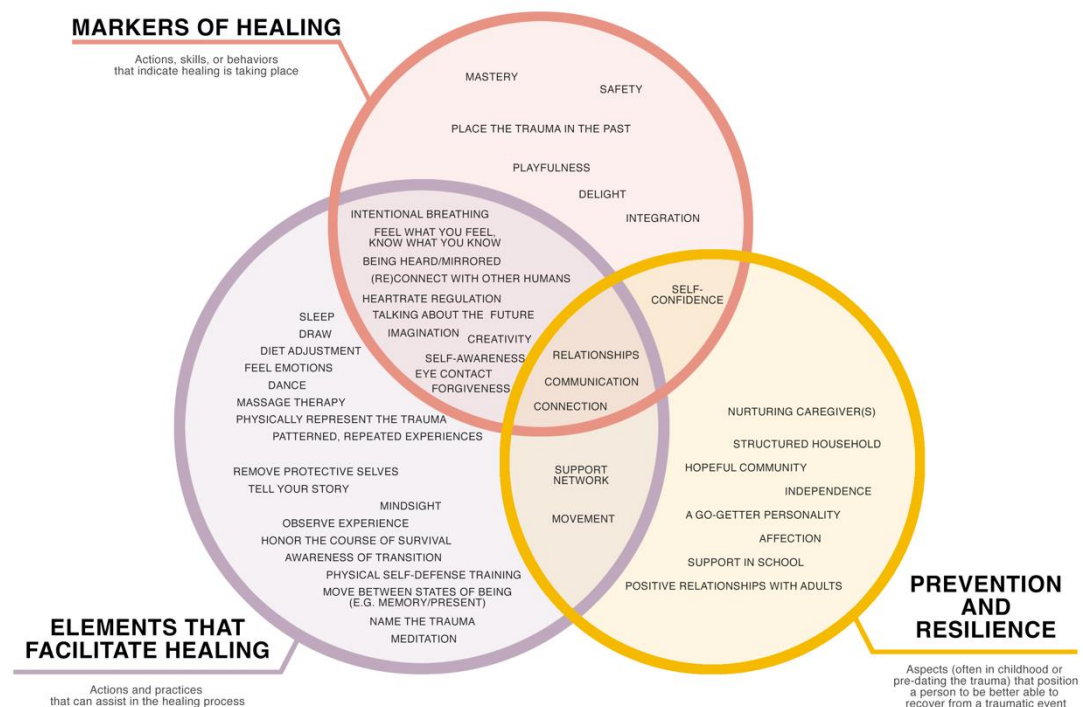 MARKERS OF HEALING
Actions, skills, or behaviors
that indicate healing is taking place
MASTERY
SAFETY
PLACE THE TRAUMA IN THE PAST
PLAYFULNESS
DELIGHT
INTEGRATION
INTENTIONAL BREATHING
FEEL WHAT YOU FEEL,
KNOW WHAT YOU KNOW
BEING HEARD/MIRRORED
(RE)CONNECT WITH OTHER HUMANS
HEARTRATE REGULATION
TALKING ABOUT THE FUTURE
IMAGINATION
CREATIVITY
SELF-AWARENESS
EYE CONTACT
FORGIVENESS
SELF-
CONFIDENCE
RELATIONSHIPS
COMMUNICATION
CONNECTION
SLEEP
DRAW
DIET ADJUSTMENT
FEEL EMOTIONS
DANCE
MASSAGE THERAPY
PHYSICALLY REPRESENT THE TRAUMA
PATTERNED, REPEATED EXPERIENCES
REMOVE PROTECTIVE SELVES
TELL YOUR STORY
MINDSIGHT
OBSERVE EXPERIENCE
HONOR THE COURSE OF SURVIVAL
AWARENESS OF TRANSITION
PHYSICAL SELF-DEFENSE TRAINING
MOVE BETWEEN STATES OF BEING
(E.G. MEMORY/PRESENT)
NAME THE TRAUMA
MEDITATION
SUPPORT
NETWORK
MOVEMENT
NURTURING CAREGIVER(S)
STRUCTURED HOUSEHOLD
HOPEFUL COMMUNITY
INDEPENDENCE
A GO-GETTER PERSONALITY
AFFECTION
SUPPORT IN SCHOOL
POSITIVE RELATIONSHIPS WITH ADULTS
ELEMENTS THAT
FACILITATE HEALING
Actions and practices
that can assist in the healing process
PREVENTION
AND
RESILIENCE
Aspects (often in childhood or
pre-dating the trauma) that position
a person to be better able to
recover from a traumatic event